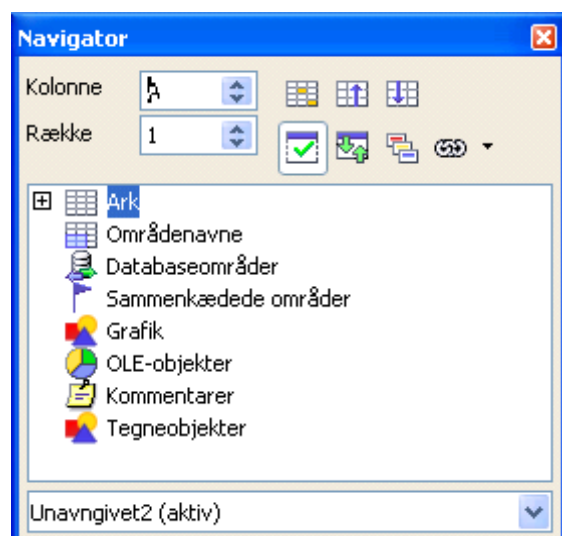 Navigator
Kolonne A
Række 1
Ark
Områdenavne
Databaseområder
Sammenkædede områder
Grafik
OLE-objekter
Kommentarer
Tegneobjekter
Unavngivet2 (aktiv)